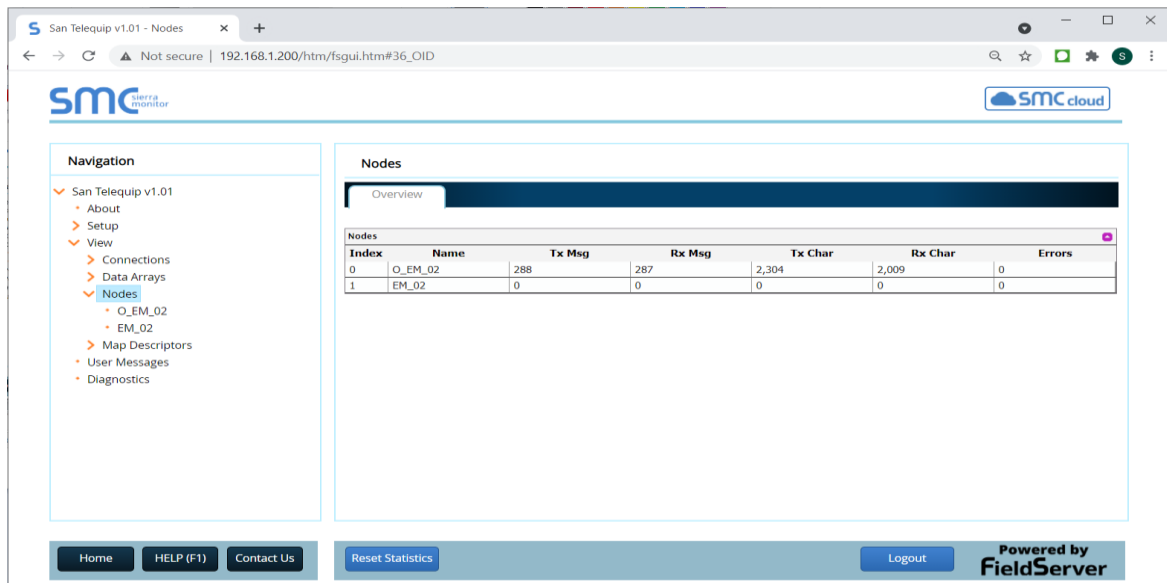 San Telequip v1.01 - Nodes
Not secure | 192.168.1.200/htm/fsgui.htm#36_OID
S
SMC sierra monitor
SMC cloud
Navigation
San Telequip v1.01
About
Setup
View
Connections
Data Arrays
Nodes
O_EM_02
EM_02
Map Descriptors
User Messages
Diagnostics
Nodes
Overview
Nodes
Index Name Tx Msg Rx Msg Tx Char Rx Char Errors
0 O_EM_02 288 287 2,304 2,009 0
1 EM_02 0 0 0 0 0
Home HELP (F1) Contact Us
Reset Statistics
Logout
Powered by
FieldServer